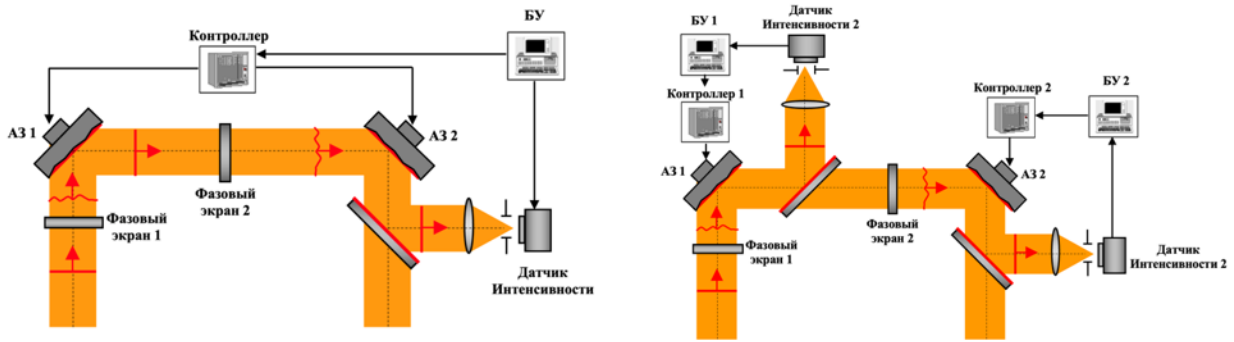 БУ
Контроллер
АЗ 1
АЗ 2
Фазовый
экран 2
Фазовый
экран 1
Датчик
Интенсивности
Датчик
Интенсивности 2
БУ 1
Контроллер 1
Контроллер 2
БУ 2
АЗ 1
АЗ 2
Фазовый
экран 2
Фазовый
экран 1
Датчик
Интенсивности 2